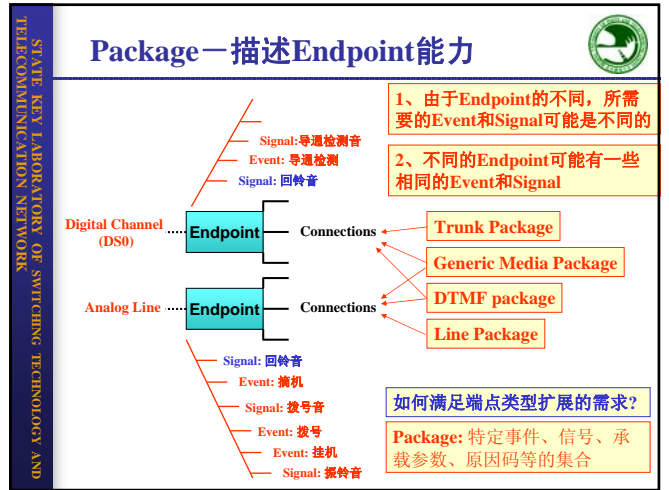 STATE KEY LABORATORY OF SWITCHING TECHNOLOGY AND
TELECOMMUNICATION NETWORK
Package－描述Endpoint能力
1、由于Endpoint的不同，所需
要的Event和Signal可能是不同的
2、不同的Endpoint可能有一些
相同的Event和Signal
Signal:导通检测音
Event: 导通检测
Signal: 回铃音
Digital Channel
(DS0)
Endpoint
Connections
Trunk Package
Generic Media Package
DTMF package
Line Package
Analog Line
Endpoint
Connections
Signal: 回铃音
Event: 摘机
Signal: 拨号音
Event: 拨号
Event: 挂机
Signal: 振铃音
如何满足端点类型扩展的需求?
Package: 特定事件、信号、承
载参数、原因码等的集合